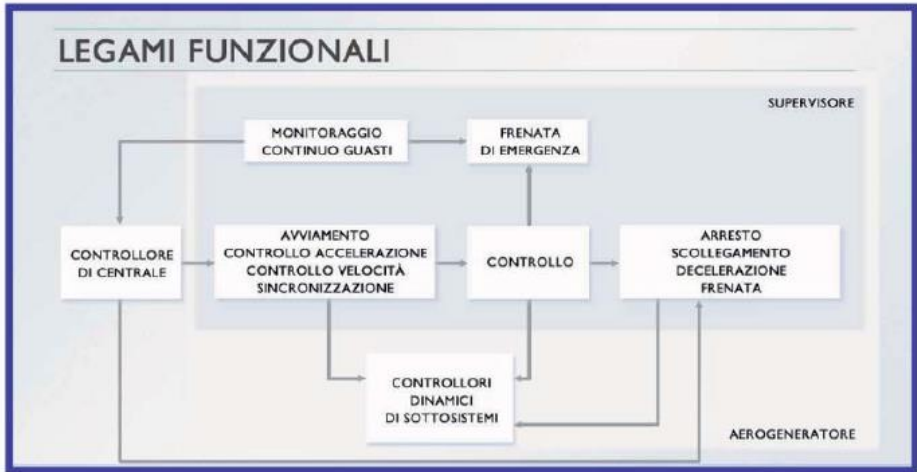 LEGAMI FUNZIONALI
SUPERVISORE
MONITORAGGIO
CONTINUO GUASTI
FRENATA
DI EMERGENZA
CONTROLLORE
DI CENTRALE
AVVIAMENTO
CONTROLLO ACCELERAZIONE
CONTROLLO VELOCITÀ
SINCRONIZZAZIONE
CONTROLLO
ARRESTO
SCOLLEGAMENTO
DECELERAZIONE
FRENATA
CONTROLLORI
DINAMICI
DI SOTTOSISTEMI
AEROGENERATORE